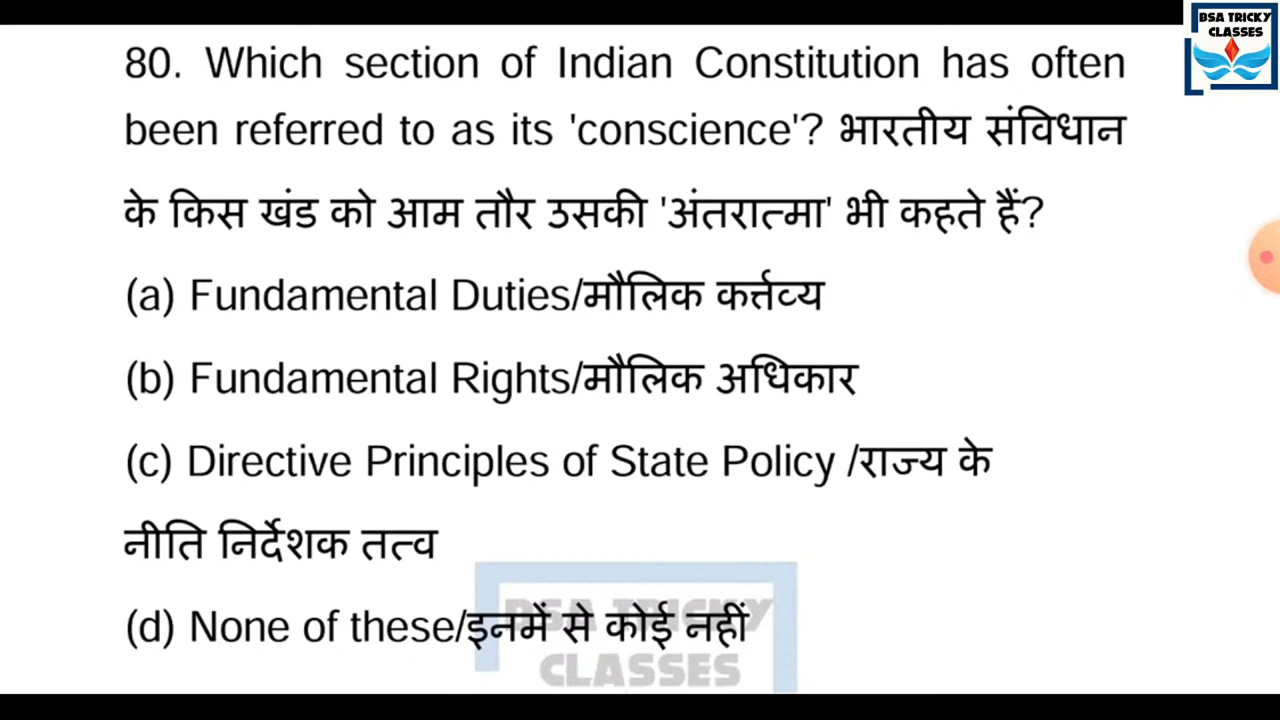 BSA TRICKY
CLASSES
80. Which section of Indian Constitution has often
been referred to as its 'conscience'? भारतीय संविधान
के किस खंड को आम तौर उसकी 'अंतरात्मा' भी कहते हैं?
(a) Fundamental Duties/मौलिक कर्त्तव्य
(b) Fundamental Rights/मौलिक अधिकार
(c) Directive Principles of State Policy /राज्य के
नीति निर्देशक तत्व
(d) None of these/इनमें से कोई नहीं
BSA TRICKY
CLASSES